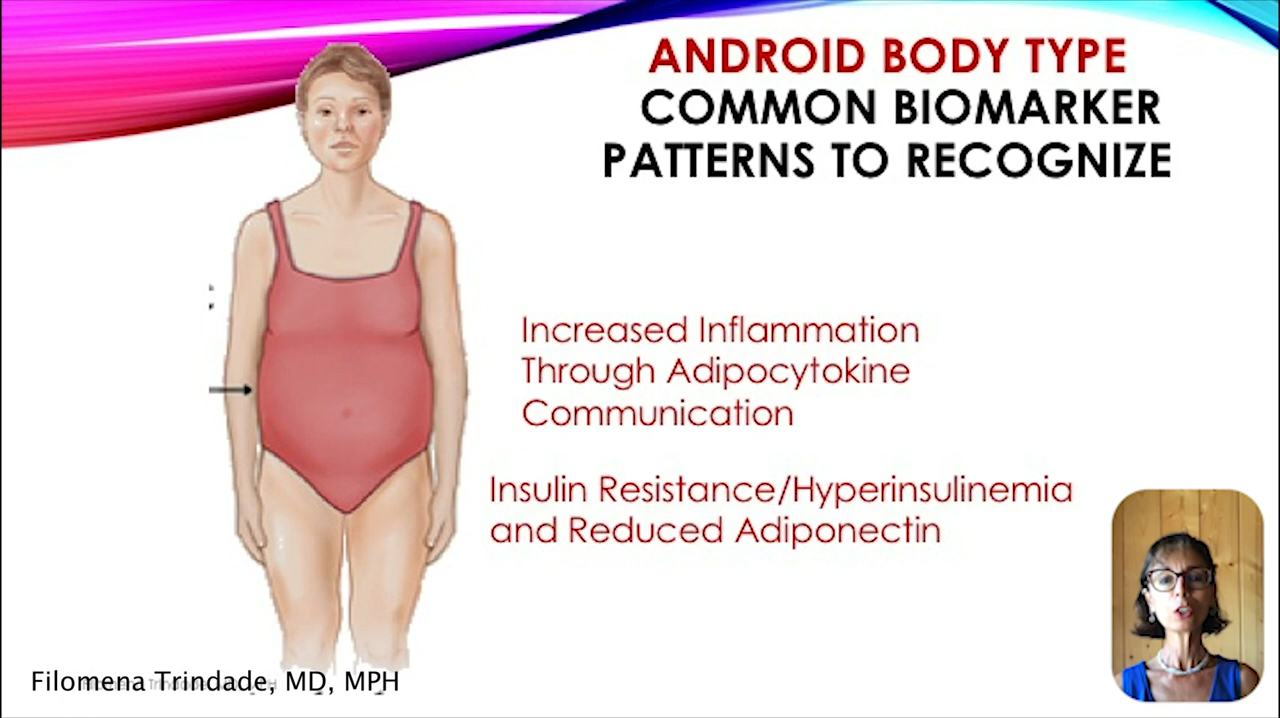 ANDROID BODY TYPE
COMMON BIOMARKER
PATTERNS TO RECOGNIZE
Increased Inflammation
Through Adipocytokine
Communication
Insulin Resistance/Hyperinsulinemia
and Reduced Adiponectin
Filomena Trindade, MD, MPH